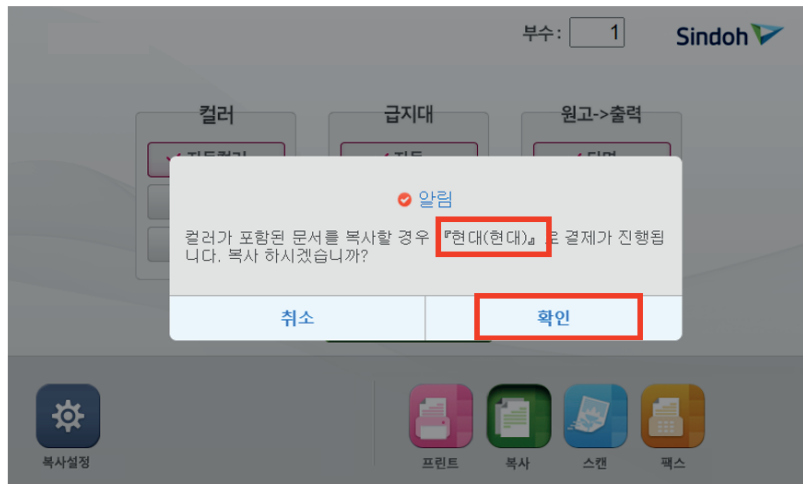 부수: 1
Sindoh
컬러 급지대 원고->출력
알림
컬러가 포함된 문서를 복사할 경우 『현대(현대)』로 결제가 진행됩
니다. 복사 하시겠습니까?
취소 확인
복사설정 프린트 복사 스캔 팩스